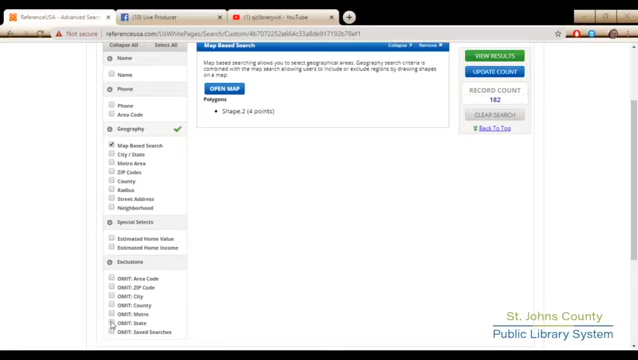 ReferenceUSA - Advanced Sear
(10) Live Producer
sjclibraryvid - YouTube
Not secure
referenceusa.com/UsWhitePages/Search/Custom/4b7072252a664c33a8de971f98cd6ef1
Collapse All
Select All
Name
Name
Phone
Phone
Area Code
Geography
Map Based Search
City / State
Metro Area
ZIP Codes
County
Radius
Street Address
Neighborhood
Special Selects
Estimated Home Value
Estimated Home Income
Exclusions
OMIT: Area Code
OMIT: ZIP Code
OMIT: City
OMIT: County
OMIT: Metro
OMIT: State
OMIT: Saved Searches
Map Based Search
Collapse
Remove
Map based searching allows you to select geographical areas. Geography search criteria is
combined with the map search allowing users to include or exclude regions by drawing shapes
on a map.
OPEN MAP
Polygons
Shape.2 (4 points)
VIEW RESULTS
UPDATE COUNT
RECORD COUNT
182
CLEAR SEARCH
Back To Top
St. Johns County
Public Library System